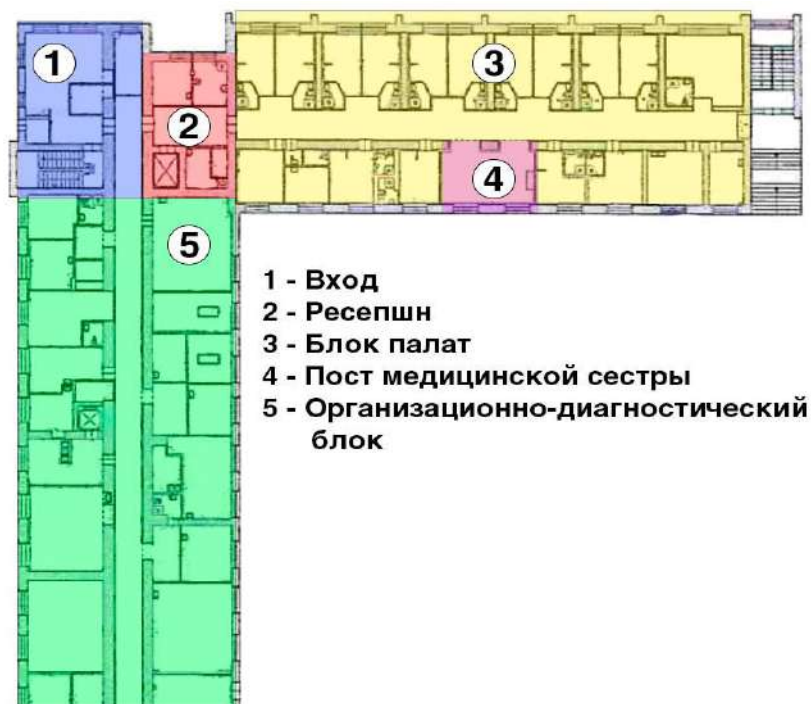 1
2
3
4
5
1 - Вход
2 - Ресепшн
3 - Блок палат
4 - Пост медицинской сестры
5 - Организационно-диагностический
блок